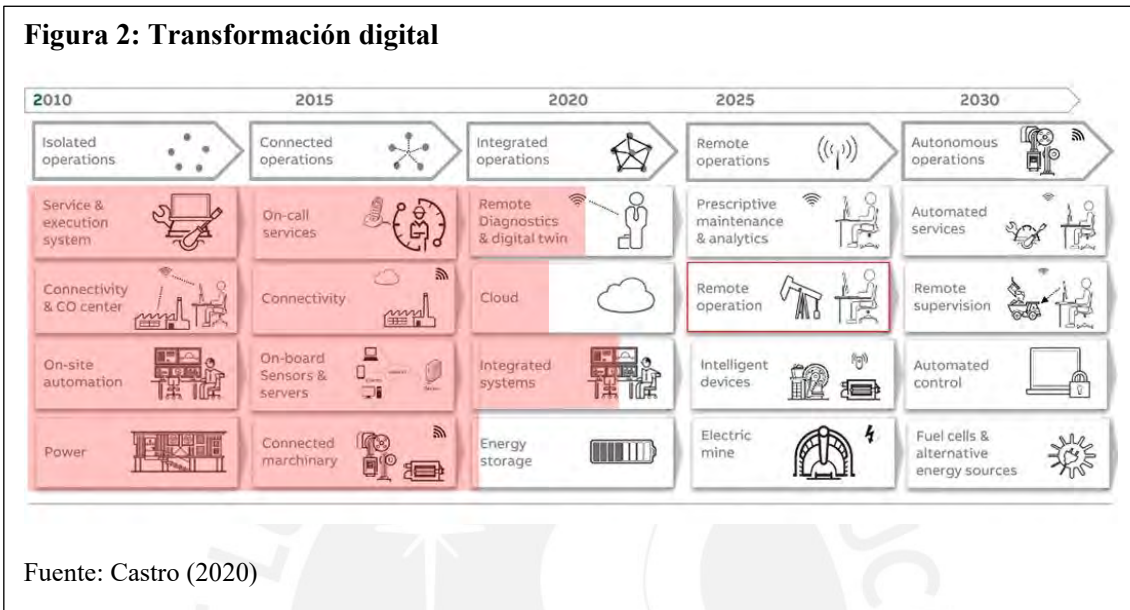 Figura 2: Transformación digital
2010 2015 2020 2025 2030
Isolated
operations
Connected
operations
Integrated
operations
Remote
operations
Autonomous
operations
Service &
execution
system
On-call
services
Remote
Diagnostics
& digital twin
Prescriptive
maintenance
& analytics
Automated
services
Connectivity
& CO center
Connectivity
Cloud
Remote
operation
Remote
supervision
On-site
automation
On-board
Sensors &
servers
Integrated
systems
Intelligent
devices
Automated
control
Power
Connected
marchinary
Energy
storage
Electric
mine
Fuel cells &
alternative
energy sources
Fuente: Castro (2020)